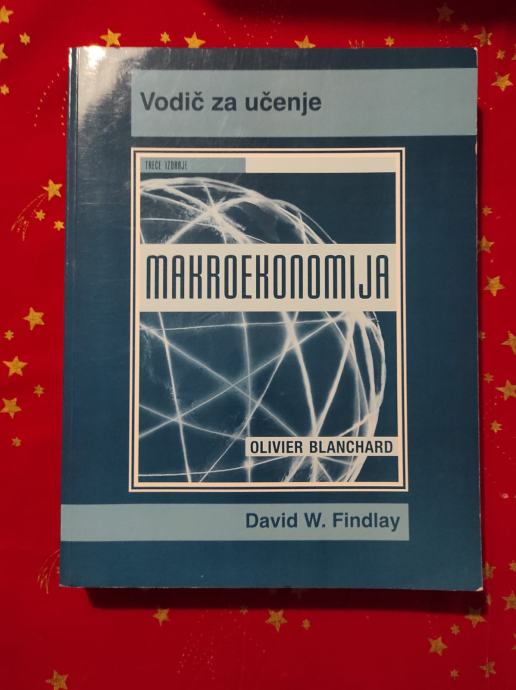 Vodič za učenje
TREĆE IZDANJE
MAKROEKONOMIJA
OLIVIER BLANCHARD
David W. Findlay